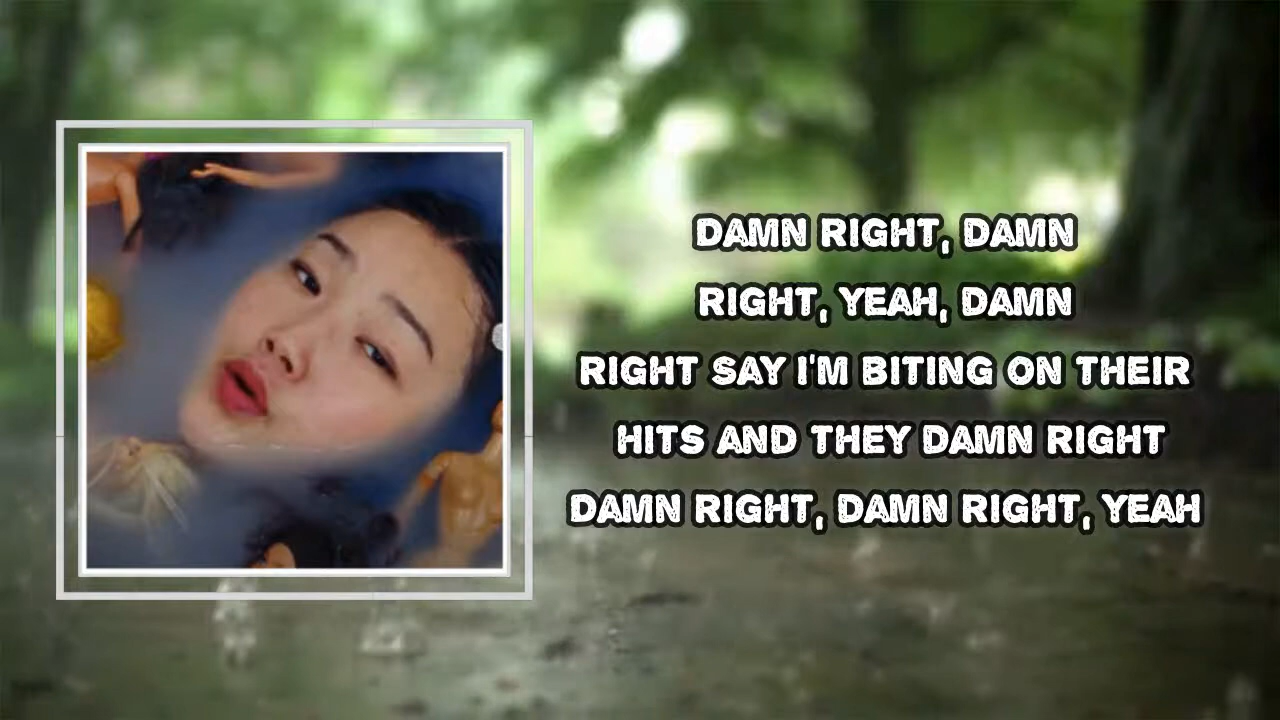 DAMN RIGHT, DAMN
RIGHT, YEAH, DAMN
RIGHT SAY I'M BITING ON THEIR
HITS AND THEY DAMN RIGHT
DAMN RIGHT, DAMN RIGHT, YEAH